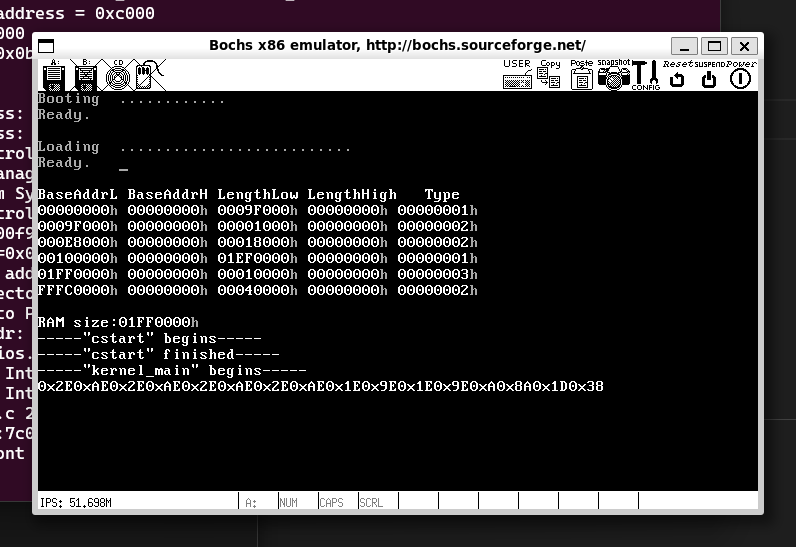 address = 0xc000
000
0x0b
Bochs x86 emulator, http://bochs.sourceforge.net/
A: B: CD
USER Copy Paste snapshot CONFIG Reset SUSPEND Power
Booting ............
Ready.
Loading ..........................
Ready. _
BaseAddrL BaseAddrH LengthLow LengthHigh Type
00000000h 00000000h 0009F000h 00000000h 00000001h
0009F000h 00000000h 00001000h 00000000h 00000002h
000E8000h 00000000h 00018000h 00000000h 00000002h
00100000h 00000000h 01EF0000h 00000000h 00000001h
01FF0000h 00000000h 00010000h 00000000h 00000003h
FFFC0000h 00000000h 00040000h 00000000h 00000002h
RAM size:01FF0000h
-----"cstart" begins-----
-----"cstart" finished-----
-----"kernel_main" begins-----
0x2E0xAE0x2E0xAE0x2E0xAE0x2E0xAE0x1E0x9E0x1E0x9E0xA0x8A0x1D0x38
ss:
ss:
trol
anag
m Sy
trol
00f9
=0x0
add
ecto
to P
dr:
ios.
Int
Int
.c 2
:7c0
ont
IPS: 51.698M A: NUM CAPS SCRL